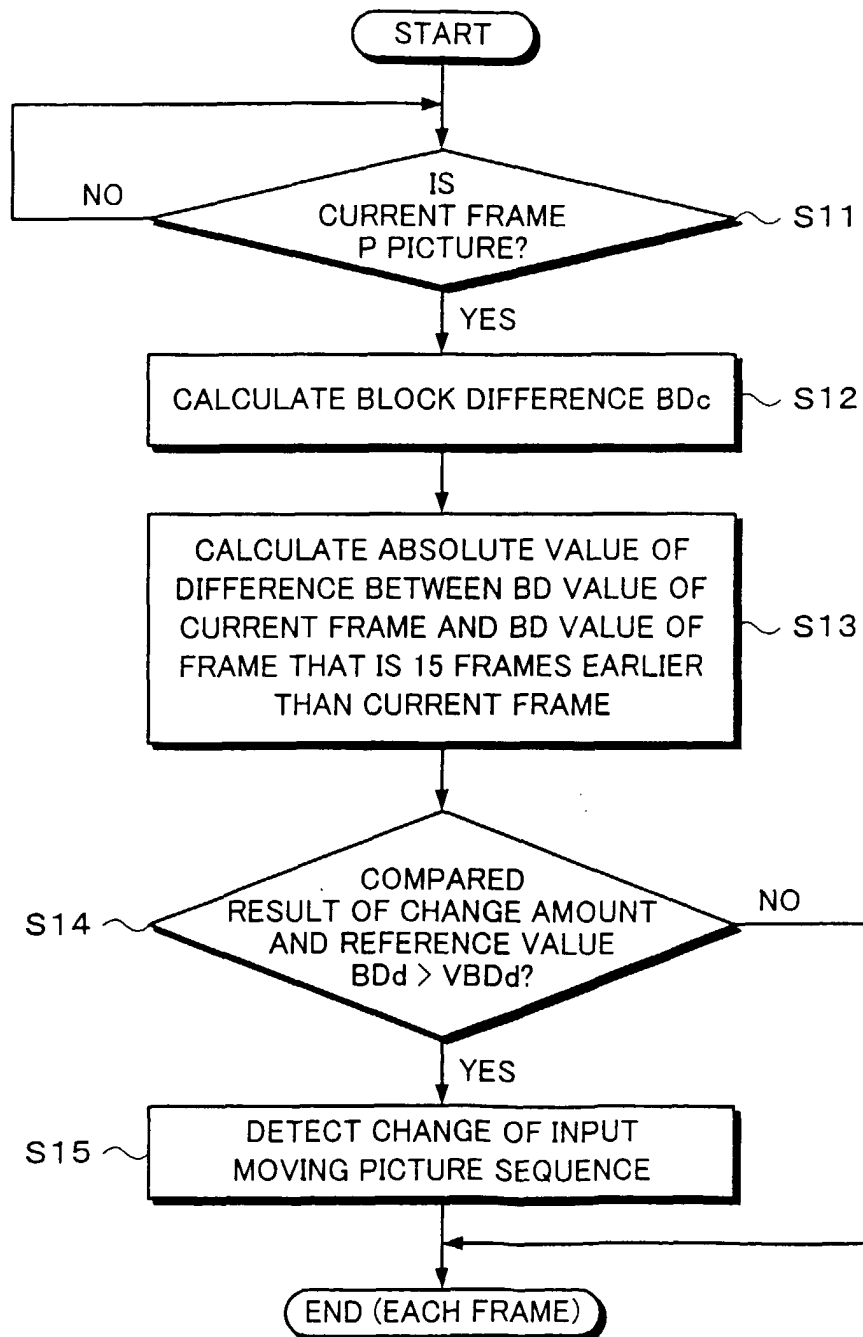 START
NO
IS
CURRENT FRAME
P PICTURE?
S11
YES
CALCULATE BLOCK DIFFERENCE BDc
S12
CALCULATE ABSOLUTE VALUE OF
DIFFERENCE BETWEEN BD VALUE OF
CURRENT FRAME AND BD VALUE OF
FRAME THAT IS 15 FRAMES EARLIER
THAN CURRENT FRAME
S13
S14
COMPARED
RESULT OF CHANGE AMOUNT
AND REFERENCE VALUE
BDd > VBDd?
NO
YES
S15
DETECT CHANGE OF INPUT
MOVING PICTURE SEQUENCE
END (EACH FRAME)